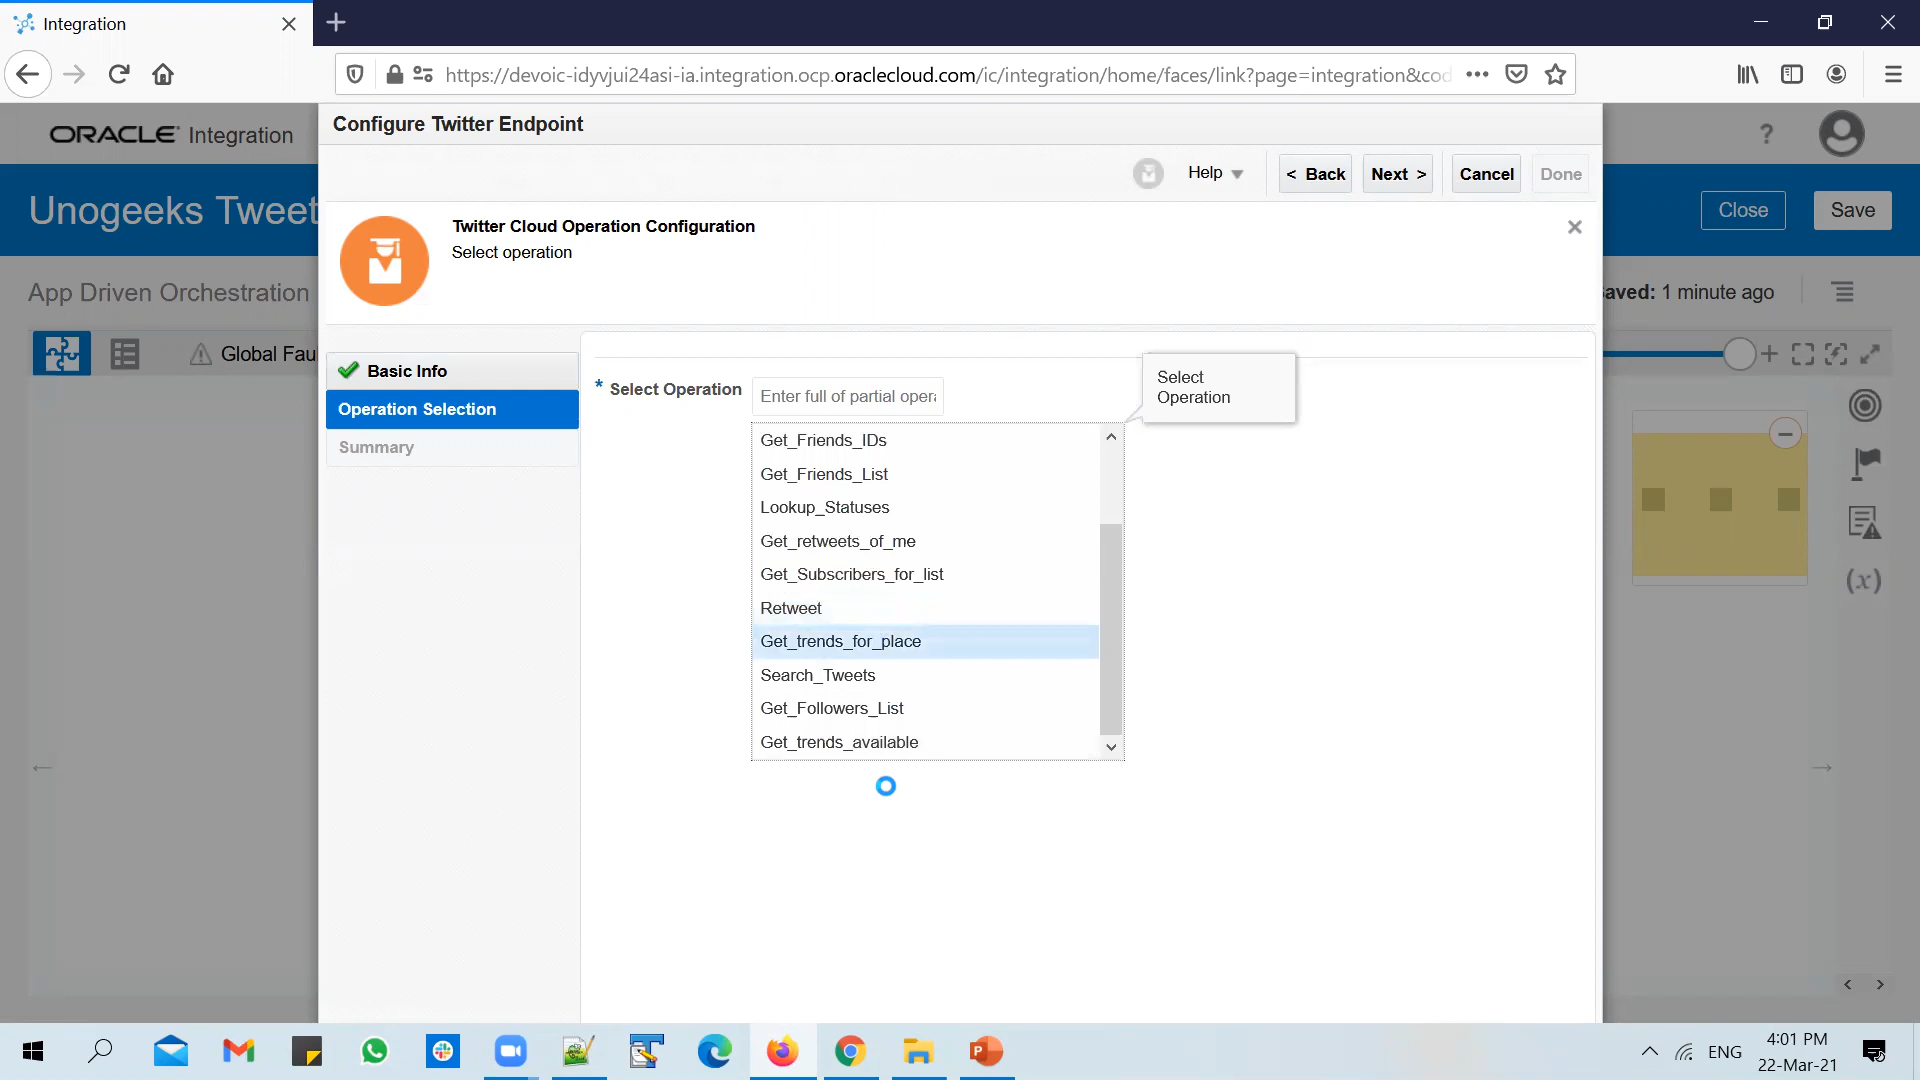 Integration
https://devoic-idyvjui24asi-ia.integration.ocp.oraclecloud.com/ic/integration/home/faces/link?page=integration&cod
ORACLE Integration
?
Configure Twitter Endpoint
Help
< Back
Next >
Cancel
Done
Unogeeks Tweet
Close
Save
Twitter Cloud Operation Configuration
Select operation
App Driven Orchestration
Saved: 1 minute ago
Global Fau
Basic Info
Operation Selection
Summary
* Select Operation
Enter full of partial opera
Select
Operation
Get_Friends_IDs
Get_Friends_List
Lookup_Statuses
Get_retweets_of_me
Get_Subscribers_for_list
Retweet
Get_trends_for_place
Search_Tweets
Get_Followers_List
Get_trends_available
(x)
ENG
4:01 PM
22-Mar-21